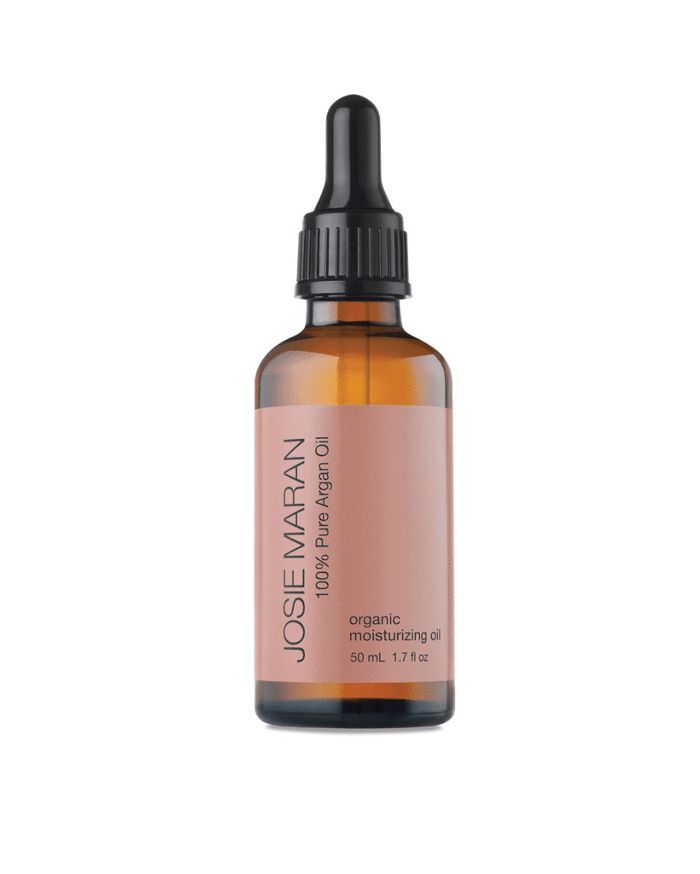 JOSIE MARAN
100% Pure Argan Oil
organic
moisturizing oil
50 mL 1.7 fl oz